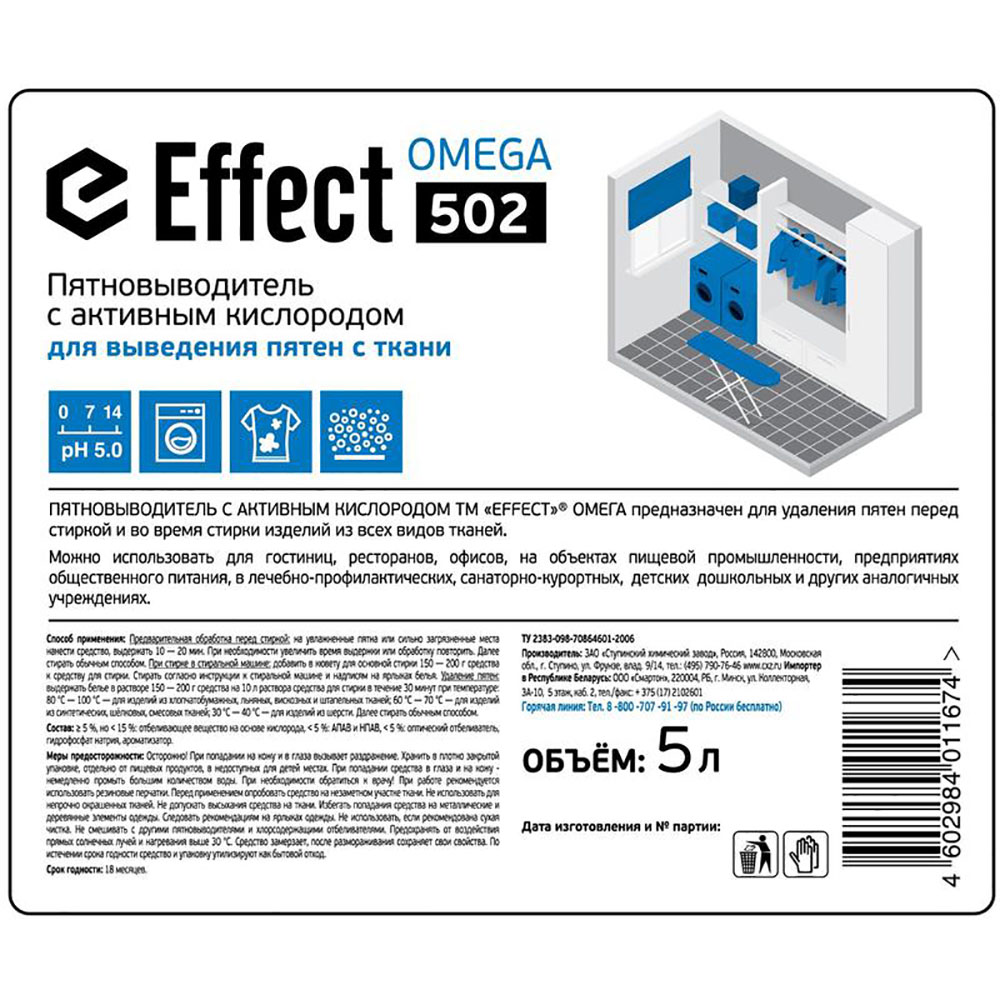 e Effect OMEGA
502
Пятновыводитель
с активным кислородом
для выведения пятен с ткани
0 7 14
pH 5.0
ПЯТНОВЫВОДИТЕЛЬ С АКТИВНЫМ КИСЛОРОДОМ ТМ «EFFECT»® ОМЕГА предназначен для удаления пятен перед
стиркой и во время стирки изделий из всех видов тканей.
Можно использовать для гостиниц, ресторанов, офисов, на объектах пищевой промышленности, предприятиях
общественного питания, в лечебно-профилактических, санаторно-курортных, детских дошкольных и других аналогичных
учреждениях.
Способ применения: Предварительная обработка перед стиркой: на увлажненные пятна или сильно загрязненные места
нанести средство, выдержать 10 — 20 мин. При необходимости увеличить время выдержки или обработку повторить. Далее
стирать обычным способом. При стирке в стиральной машине: добавить в кювету для основной стирки 150 — 200 г средства
к средству для стирки. Стирать согласно инструкции к стиральной машине и надписям на ярлыках белья. Удаление пятен:
выдержать белье в растворе 150 — 200 г средства на 10 л раствора средства для стирки в течение 30 минут при температуре:
80 °С — 100 °С — для изделий из хлопчатобумажных, льняных, вискозных и штапельных тканей; 60 °С — 70 °С — для изделий
из синтетических, шёлковых, смесовых тканей; 30 °С — 40 °С — для изделий из шерсти. Далее стирать обычным способом.
Состав: ≥ 5 %, но < 15 %: отбеливающее вещество на основе кислорода, < 5 %: АПАВ и НПАВ, < 5 %: оптический отбеливатель,
гидрофосфат натрия, ароматизатор.
Меры предосторожности: Осторожно! При попадании на кожу и в глаза вызывает раздражение. Хранить в плотно закрытой
упаковке, отдельно от пищевых продуктов, в недоступных для детей местах. При попадании средства в глаза и на кожу -
немедленно промыть большим количеством воды. При необходимости обратиться к врачу! При работе рекомендуется
использовать резиновые перчатки. Перед применением опробовать средство на незаметном участке ткани. Не использовать для
непрочно окрашенных тканей. Не допускать высыхания средства на ткани. Избегать попадания средства на металлические и
деревянные элементы одежды. Следовать рекомендациям на ярлыках одежды. Не использовать, если рекомендована сухая
чистка. Не смешивать с другими пятновыводителями и хлорсодержащими отбеливателями. Предохранять от воздействия
прямых солнечных лучей и нагревания выше 30 °С. Средство замерзает, после размораживания сохраняет свои свойства. По
истечении срока годности средство и упаковку утилизируют как бытовой отход.
Срок годности: 18 месяцев.
ТУ 2383-098-70864601-2006
Производитель: ЗАО «Ступинский химический завод», Россия, 142800, Московская
обл., г. Ступино, ул. Фрунзе, влад. 9/14, тел.: (495) 790-76-46 www.cxz.ru Импортер
в Республике Беларусь: ООО «Смартон», 220004, РБ, г. Минск, ул. Коллекторная,
3А-10, 5 этаж, каб. 2, тел./факс: + 375 (17) 2102601
Горячая линия: Тел. 8 -800 -707 -91 -97 (по России бесплатно)
ОБЪЁМ: 5 л
Дата изготовления и № партии:
4 602984 011674 >